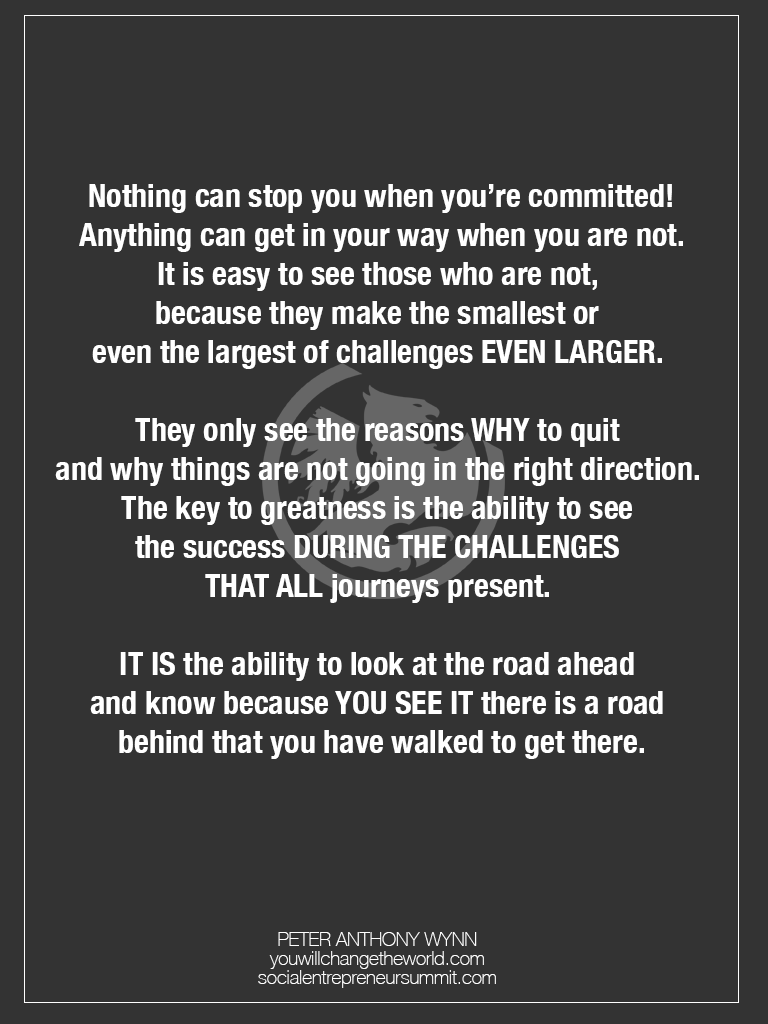 Nothing can stop you when you’re committed!
Anything can get in your way when you are not.
It is easy to see those who are not,
because they make the smallest or
even the largest of challenges EVEN LARGER.
They only see the reasons WHY to quit
and why things are not going in the right direction.
The key to greatness is the ability to see
the success DURING THE CHALLENGES
THAT ALL journeys present.
IT IS the ability to look at the road ahead
and know because YOU SEE IT there is a road
behind that you have walked to get there.
PETER ANTHONY WYNN
youwillchangetheworld.com
socialentrepreneursummit.com